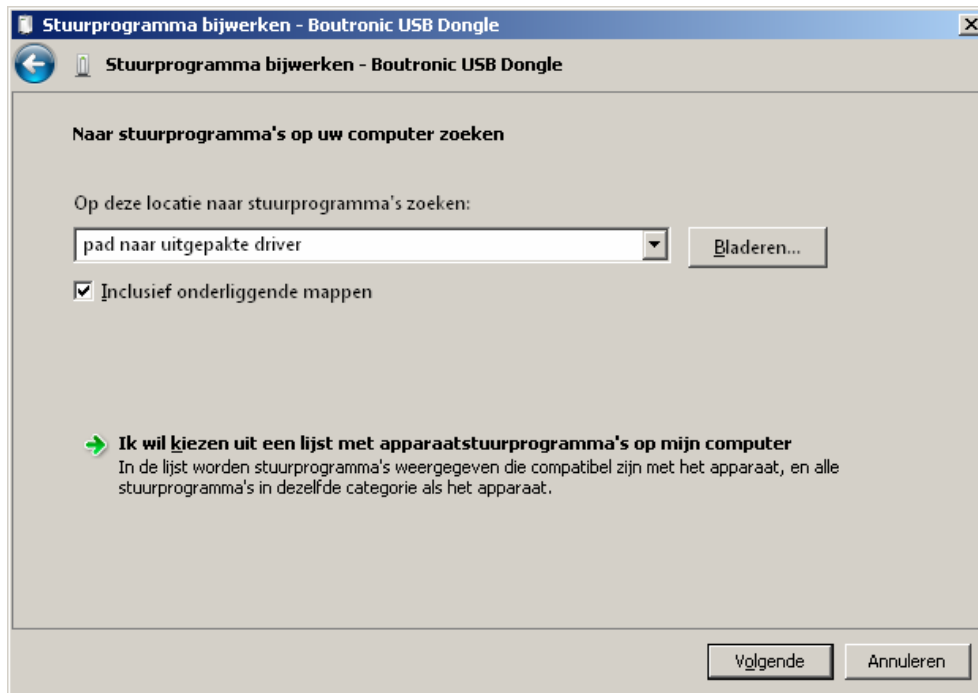 Stuurprogramma bijwerken - Boutronic USB Dongle
Stuurprogramma bijwerken - Boutronic USB Dongle
Naar stuurprogramma's op uw computer zoeken
Op deze locatie naar stuurprogramma's zoeken:
pad naar uitgepakte driver
Bladeren...
Inclusief onderliggende mappen
Ik wil kiezen uit een lijst met apparaatstuurprogramma's op mijn computer
In de lijst worden stuurprogramma's weergegeven die compatibel zijn met het apparaat, en alle
stuurprogramma's in dezelfde categorie als het apparaat.
Volgende
Annuleren